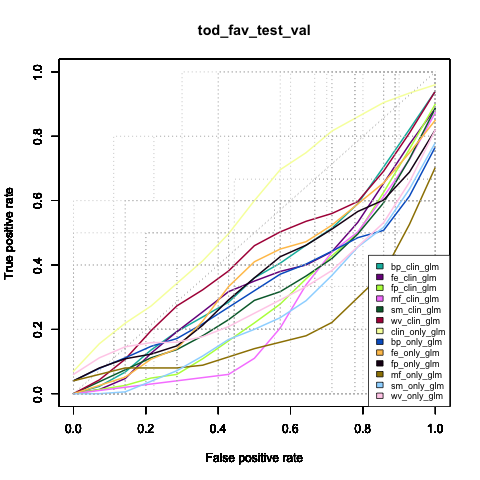 tod_fav_test_val
True positive rate
1.0
0.8
0.6
0.4
0.2
0.0
bp_clin_glm
fe_clin_glm
fp_clin_glm
mf_clin_glm
sm_clin_glm
wv_clin_glm
clin_only_glm
bp_only_glm
fe_only_glm
fp_only_glm
mf_only_glm
sm_only_glm
wv_only_glm
0.0 0.2 0.4 0.6 0.8 1.0
False positive rate